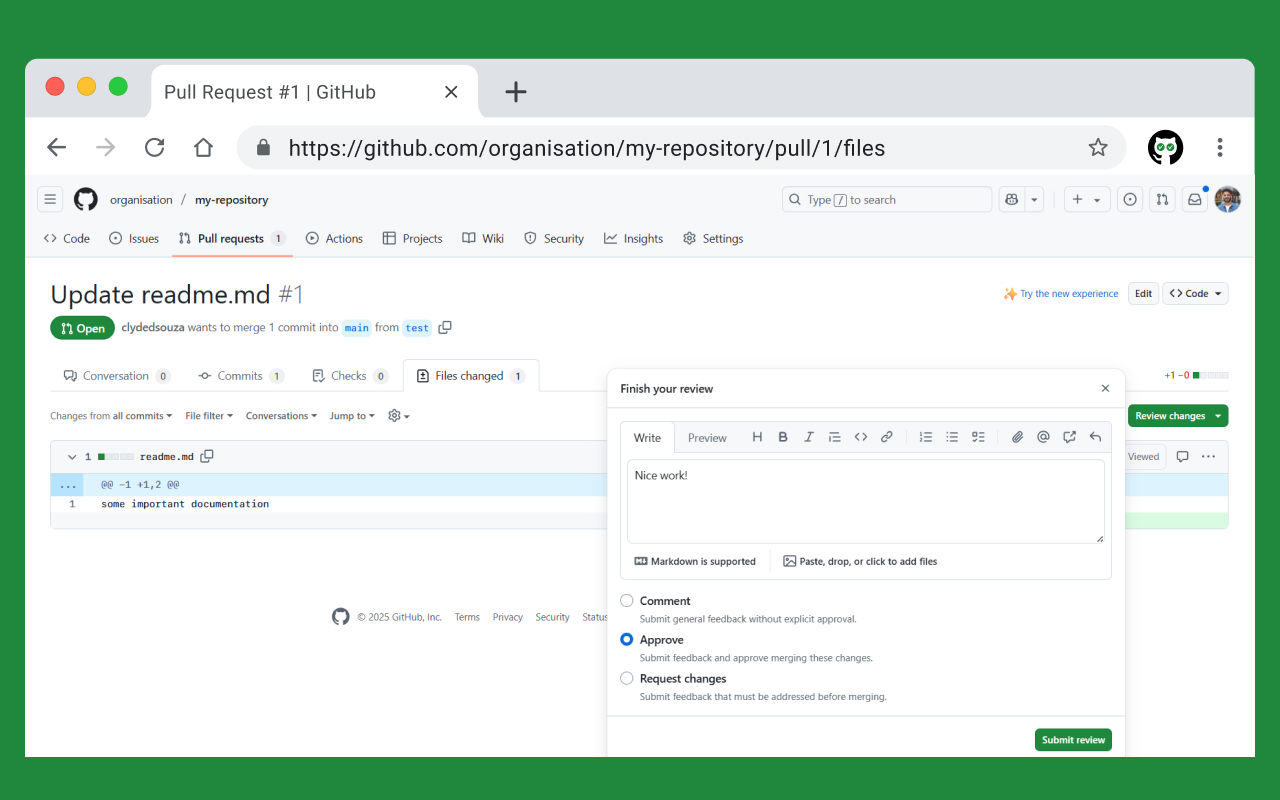 Pull Request #1 | GitHub
https://github.com/organisation/my-repository/pull/1/files
organisation / my-repository
Type / to search
Code Issues Pull requests 1 Actions Projects Wiki Security Insights Settings
Update readme.md #1
Try the new experience Edit Code
Open clydedsouza wants to merge 1 commit into main from test
Conversation 0 Commits 1 Checks 0 Files changed 1
+1 −0
Changes from all commits File filter Conversations Jump to
Review changes
1 readme.md
Viewed
... @@ -1 +1,2 @@
1 some important documentation
Finish your review
Write Preview
Nice work!
Markdown is supported Paste, drop, or click to add files
Comment
Submit general feedback without explicit approval.
Approve
Submit feedback and approve merging these changes.
Request changes
Submit feedback that must be addressed before merging.
Submit review
© 2025 GitHub, Inc. Terms Privacy Security Status